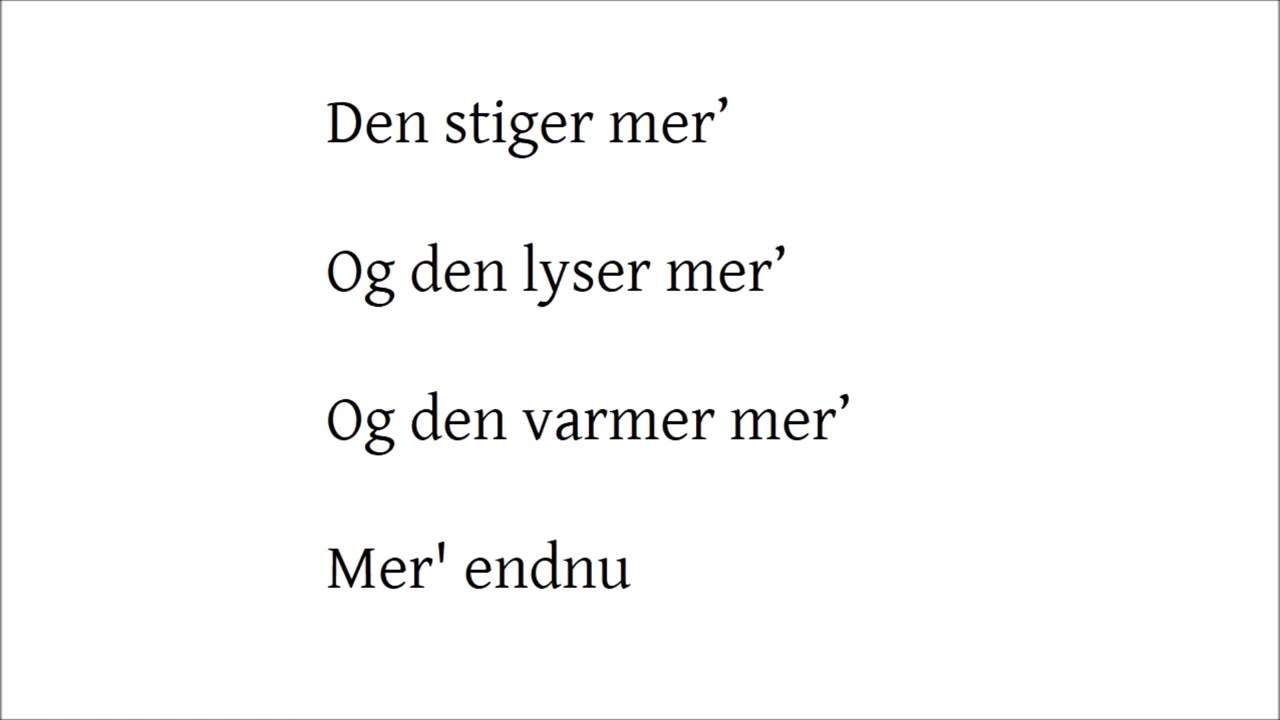 Den stiger mer’
Og den lyser mer’
Og den varmer mer’
Mer' endnu